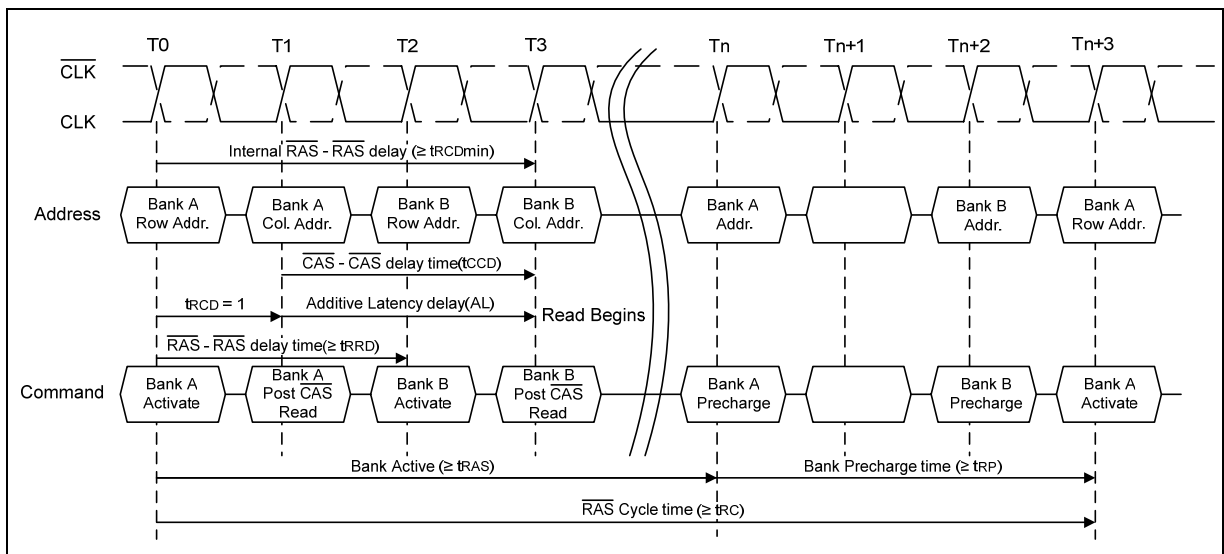 T0 T1 T2 T3 Tn Tn+1 Tn+2 Tn+3
CLK
CLK
Internal RAS - RAS delay (≥ tRCDmin)
Address
Bank A
Row Addr.
Bank A
Col. Addr.
Bank B
Row Addr.
Bank B
Col. Addr.
Bank A
Addr.
Bank B
Addr.
Bank A
Row Addr.
CAS - CAS delay time(tCCD)
tRCD = 1
Additive Latency delay(AL)
Read Begins
RAS - RAS delay time(≥ tRRD)
Command
Bank A
Activate
Bank A
Post CAS
Read
Bank B
Activate
Bank B
Post CAS
Read
Bank A
Precharge
Bank B
Precharge
Bank A
Activate
Bank Active (≥ tRAS)
Bank Precharge time (≥ tRP)
RAS Cycle time (≥ tRC)